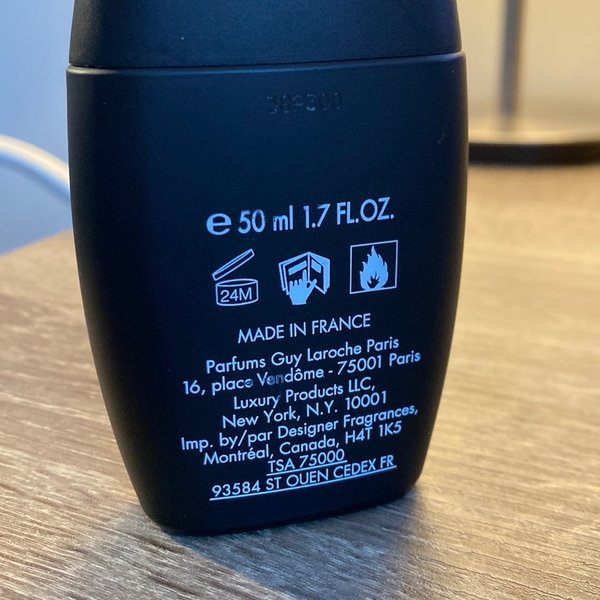 e 50 ml 1.7 FL.OZ.
24M
MADE IN FRANCE
Parfums Guy Laroche Paris
16, place Vendôme - 75001 Paris
Luxury Products LLC,
New York, N.Y. 10001
Imp. by/par Designer Fragrances,
Montréal, Canada, H4T 1K5
TSA 75000
93584 ST OUEN CEDEX FR